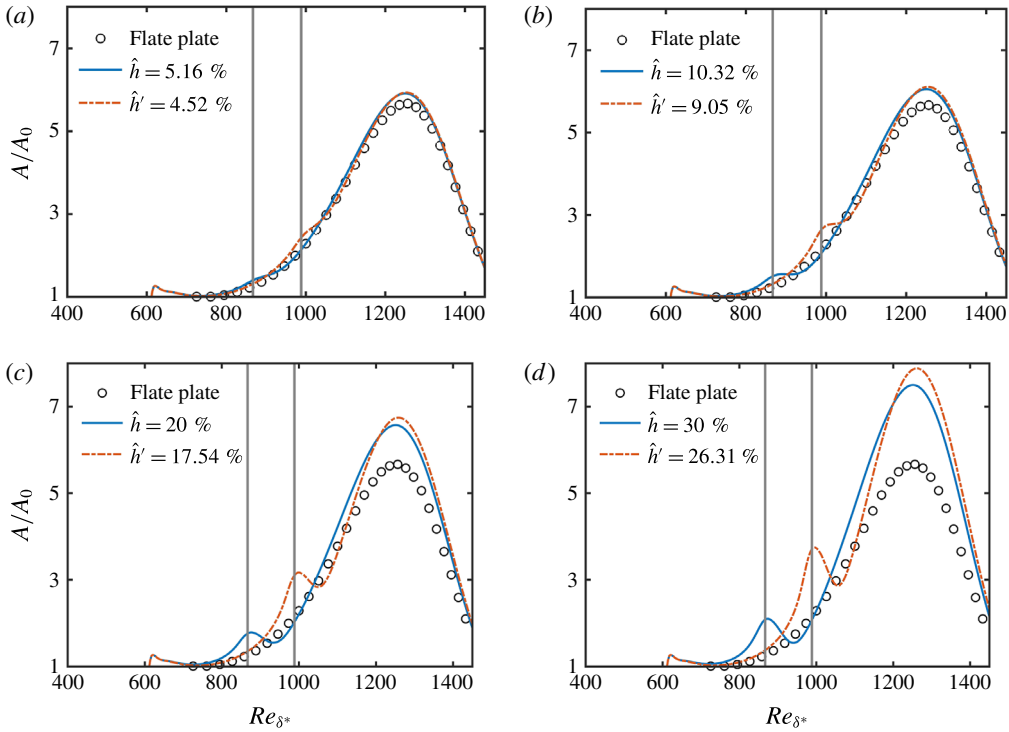 (a)
Flate plate
ĥ = 5.16 %
ĥ′ = 4.52 %
A/A0
7
5
3
1
400 600 800 1000 1200 1400
(b)
Flate plate
ĥ = 10.32 %
ĥ′ = 9.05 %
7
5
3
1
400 600 800 1000 1200 1400
(c)
Flate plate
ĥ = 20 %
ĥ′ = 17.54 %
A/A0
7
5
3
1
400 600 800 1000 1200 1400
Reδ*
(d)
Flate plate
ĥ = 30 %
ĥ′ = 26.31 %
7
5
3
1
400 600 800 1000 1200 1400
Reδ*